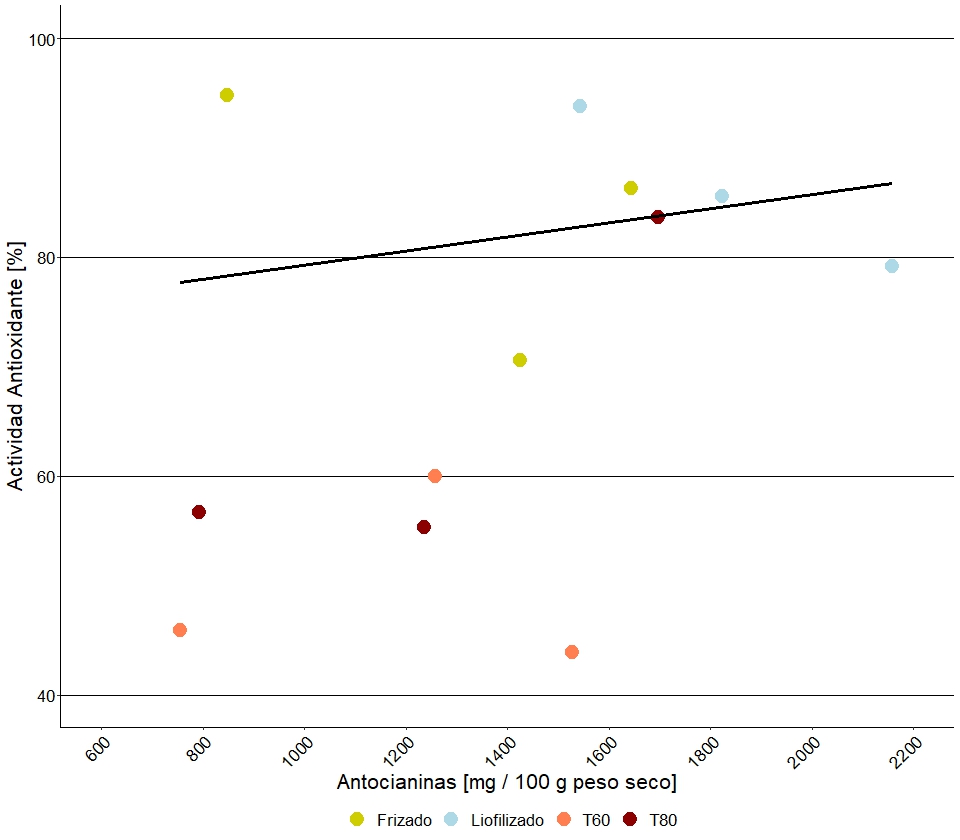 100
80
60
40
Actividad Antioxidante [%]
600 800 1000 1200 1400 1600 1800 2000 2200
Antocianinas [mg / 100 g peso seco]
Frizado Liofilizado T60 T80